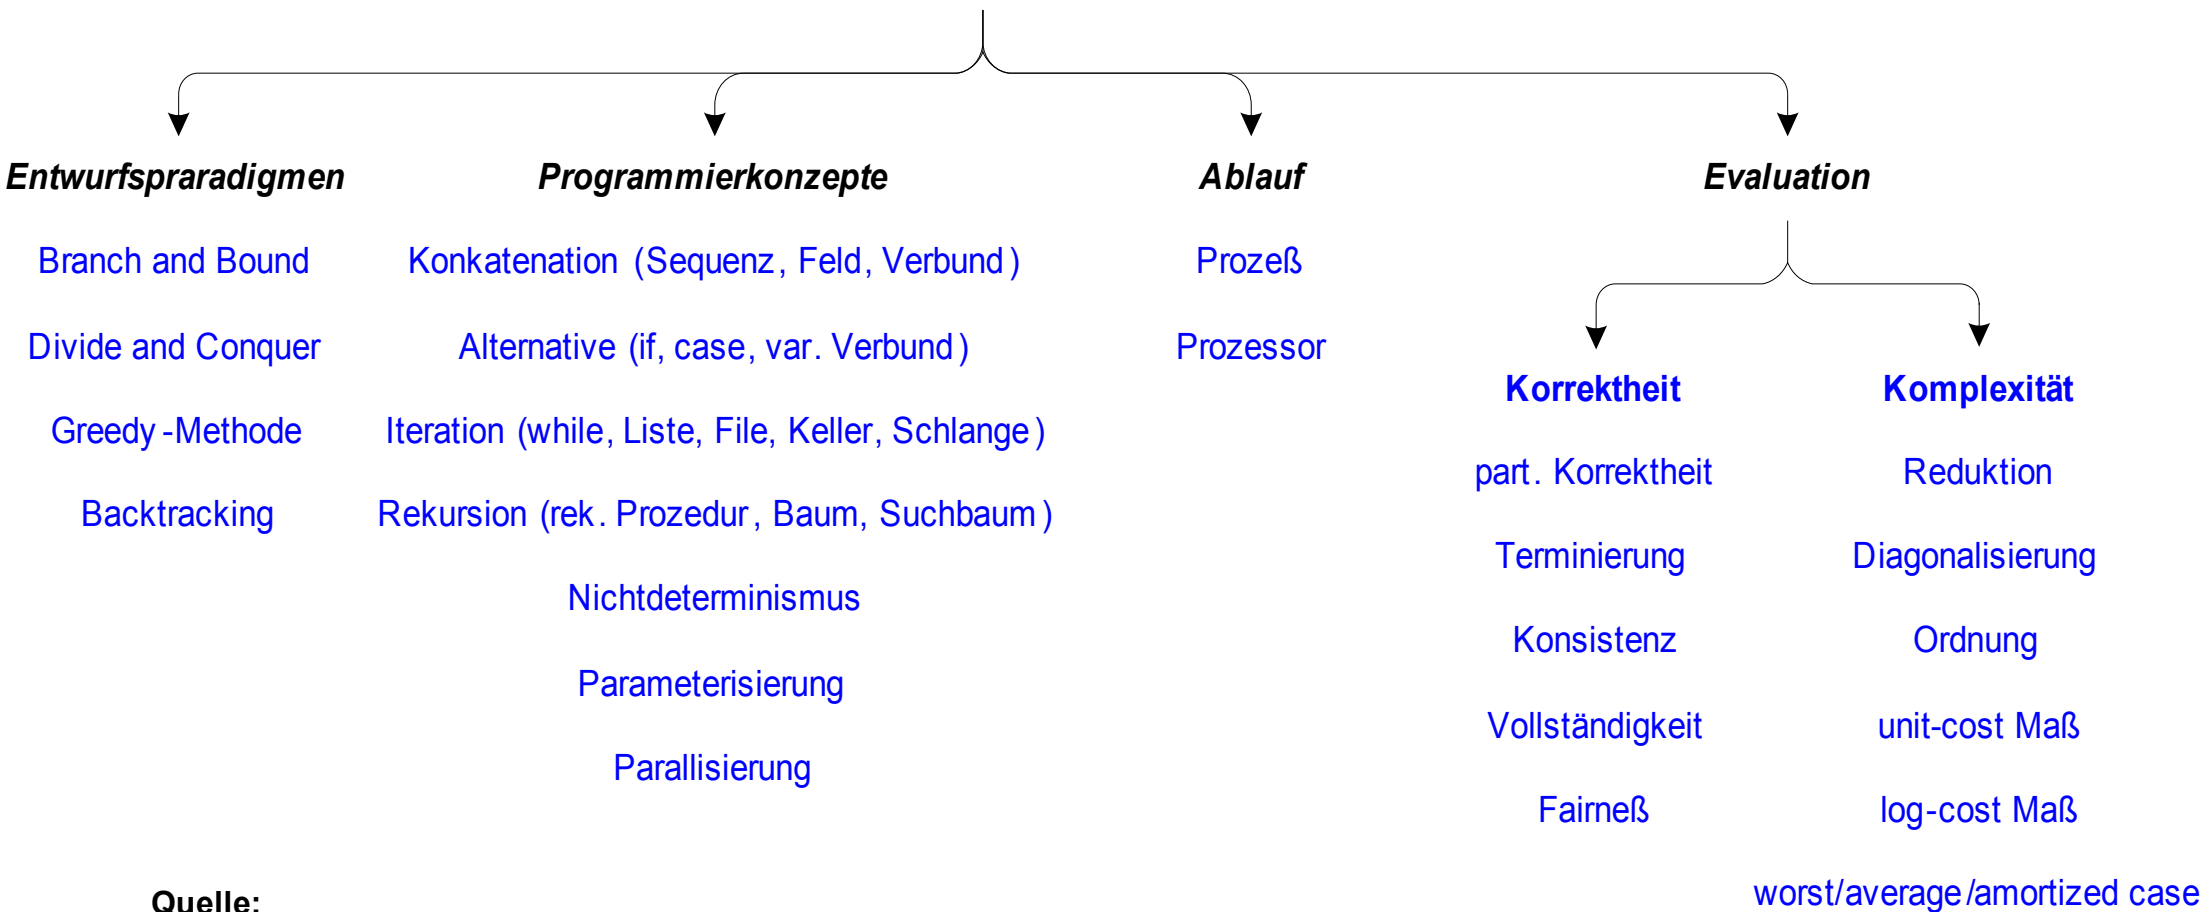 Entwurfspraradigmen
Branch and Bound
Divide and Conquer
Greedy-Methode
Backtracking
Programmierkonzepte
Konkatenation (Sequenz, Feld, Verbund)
Alternative (if, case, var. Verbund)
Iteration (while, Liste, File, Keller, Schlange)
Rekursion (rek. Prozedur, Baum, Suchbaum)
Nichtdeterminismus
Parameterisierung
Parallisierung
Ablauf
Prozeß
Prozessor
Evaluation
Korrektheit
part. Korrektheit
Terminierung
Konsistenz
Vollständigkeit
Fairneß
Komplexität
Reduktion
Diagonalisierung
Ordnung
unit-cost Maß
log-cost Maß
worst/average/amortized case
Quelle: